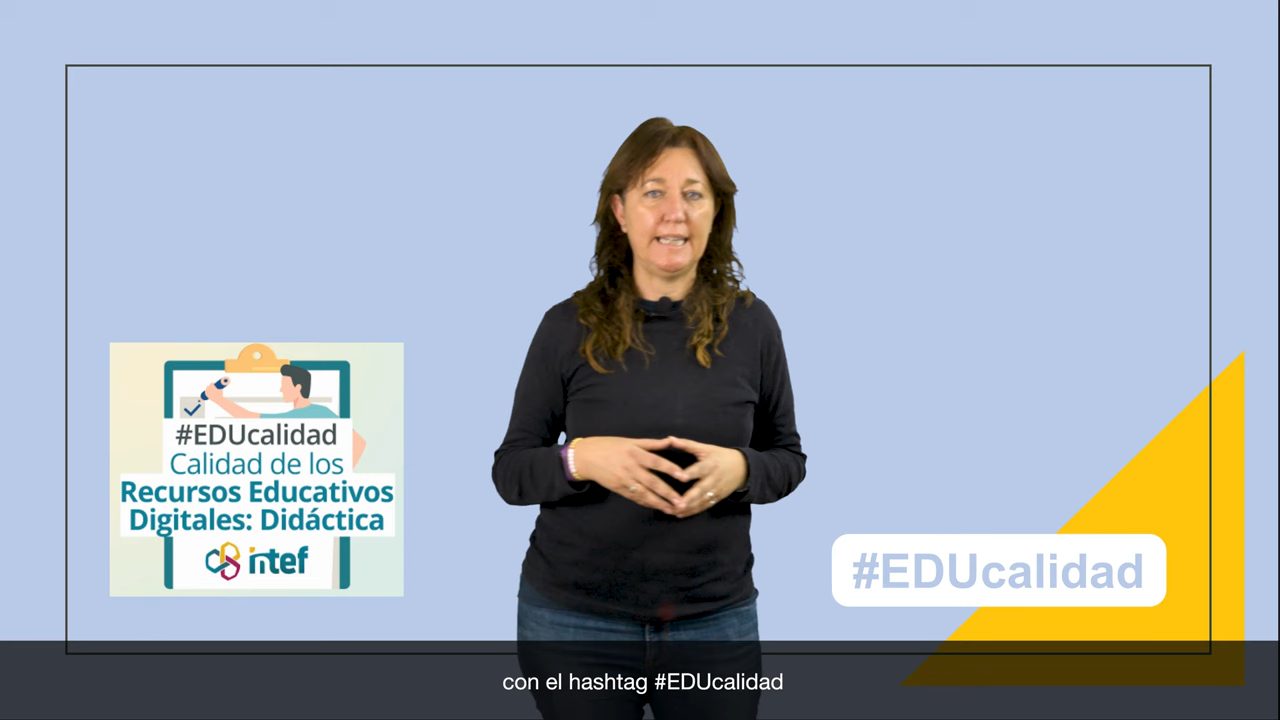 #EDUcalidad
Calidad de los
Recursos Educativos
Digitales: Didáctica
intef
#EDUcalidad
con el hashtag #EDUcalidad